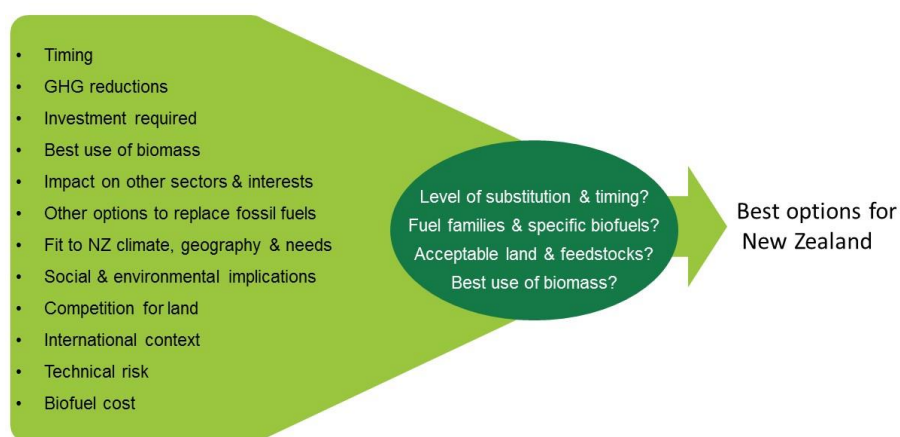 • Timing
• GHG reductions
• Investment required
• Best use of biomass
• Impact on other sectors & interests
• Other options to replace fossil fuels
• Fit to NZ climate, geography & needs
• Social & environmental implications
• Competition for land
• International context
• Technical risk
• Biofuel cost
Level of substitution & timing?
Fuel families & specific biofuels?
Acceptable land & feedstocks?
Best use of biomass?
Best options for
New Zealand